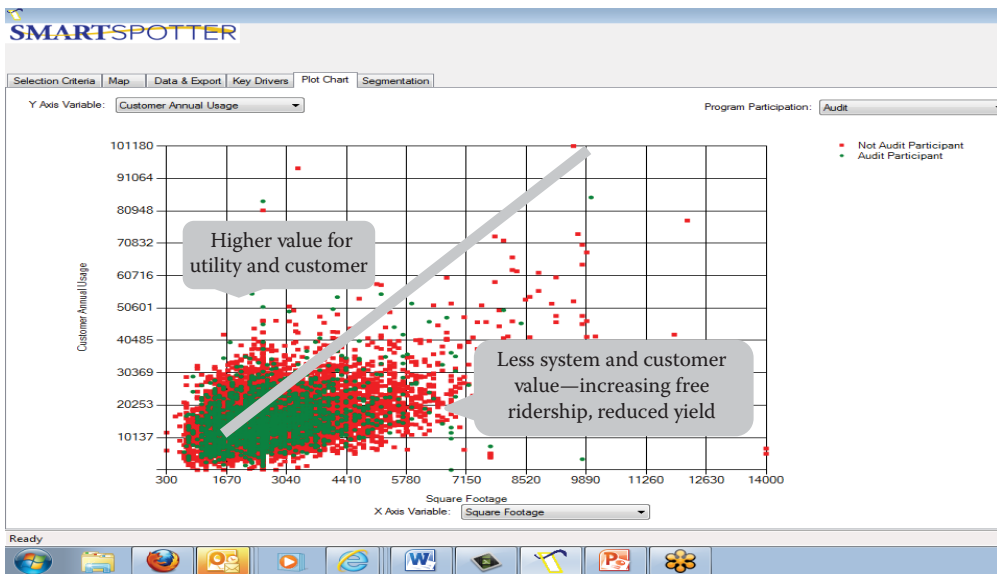 SMARTSPOTTER
Selection Criteria Map Data & Export Key Drivers Plot Chart Segmentation
Y Axis Variable: Customer Annual Usage
Program Participation: Audit
Not Audit Participant
Audit Participant
101180
91064
80948
70832
60716
50601
40485
30369
20253
10137
Customer Annual Usage
Higher value for
utility and customer
Less system and customer
value—increasing free
ridership, reduced yield
300 1670 3040 4410 5780 7150 8520 9890 11260 12630 14000
Square Footage
X Axis Variable: Square Footage
Ready